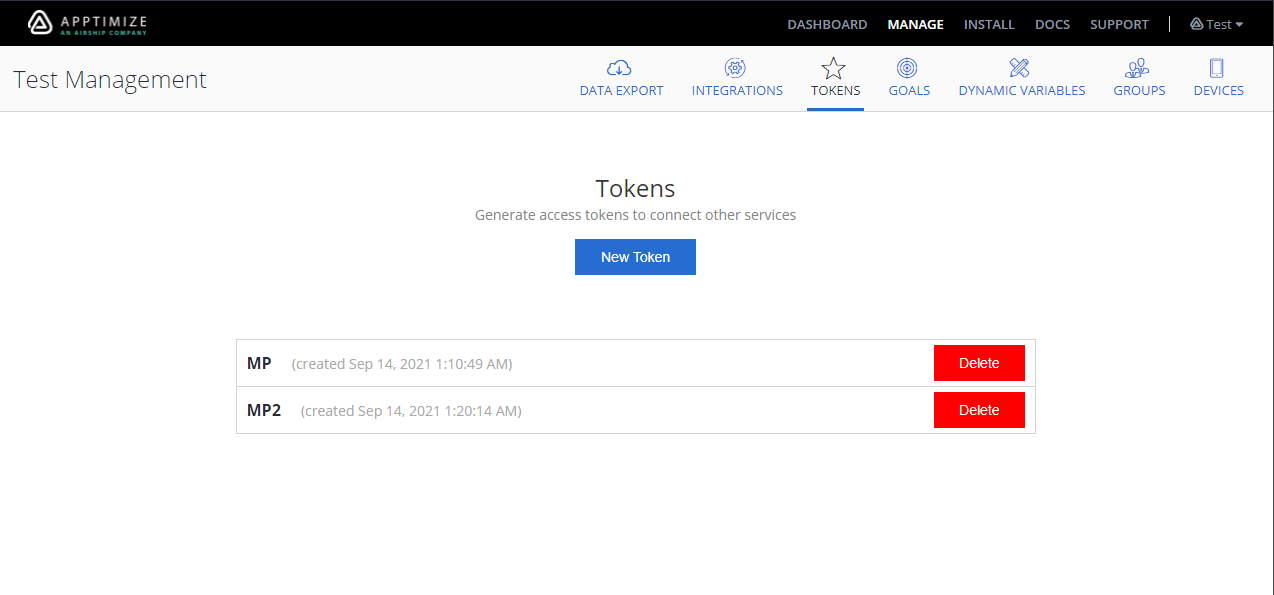 APPTIMIZE
AN AIRSHIP COMPANY
DASHBOARD MANAGE INSTALL DOCS SUPPORT | Test
Test Management
DATA EXPORT INTEGRATIONS TOKENS GOALS DYNAMIC VARIABLES GROUPS DEVICES
Tokens
Generate access tokens to connect other services
New Token
MP (created Sep 14, 2021 1:10:49 AM) Delete
MP2 (created Sep 14, 2021 1:20:14 AM) Delete